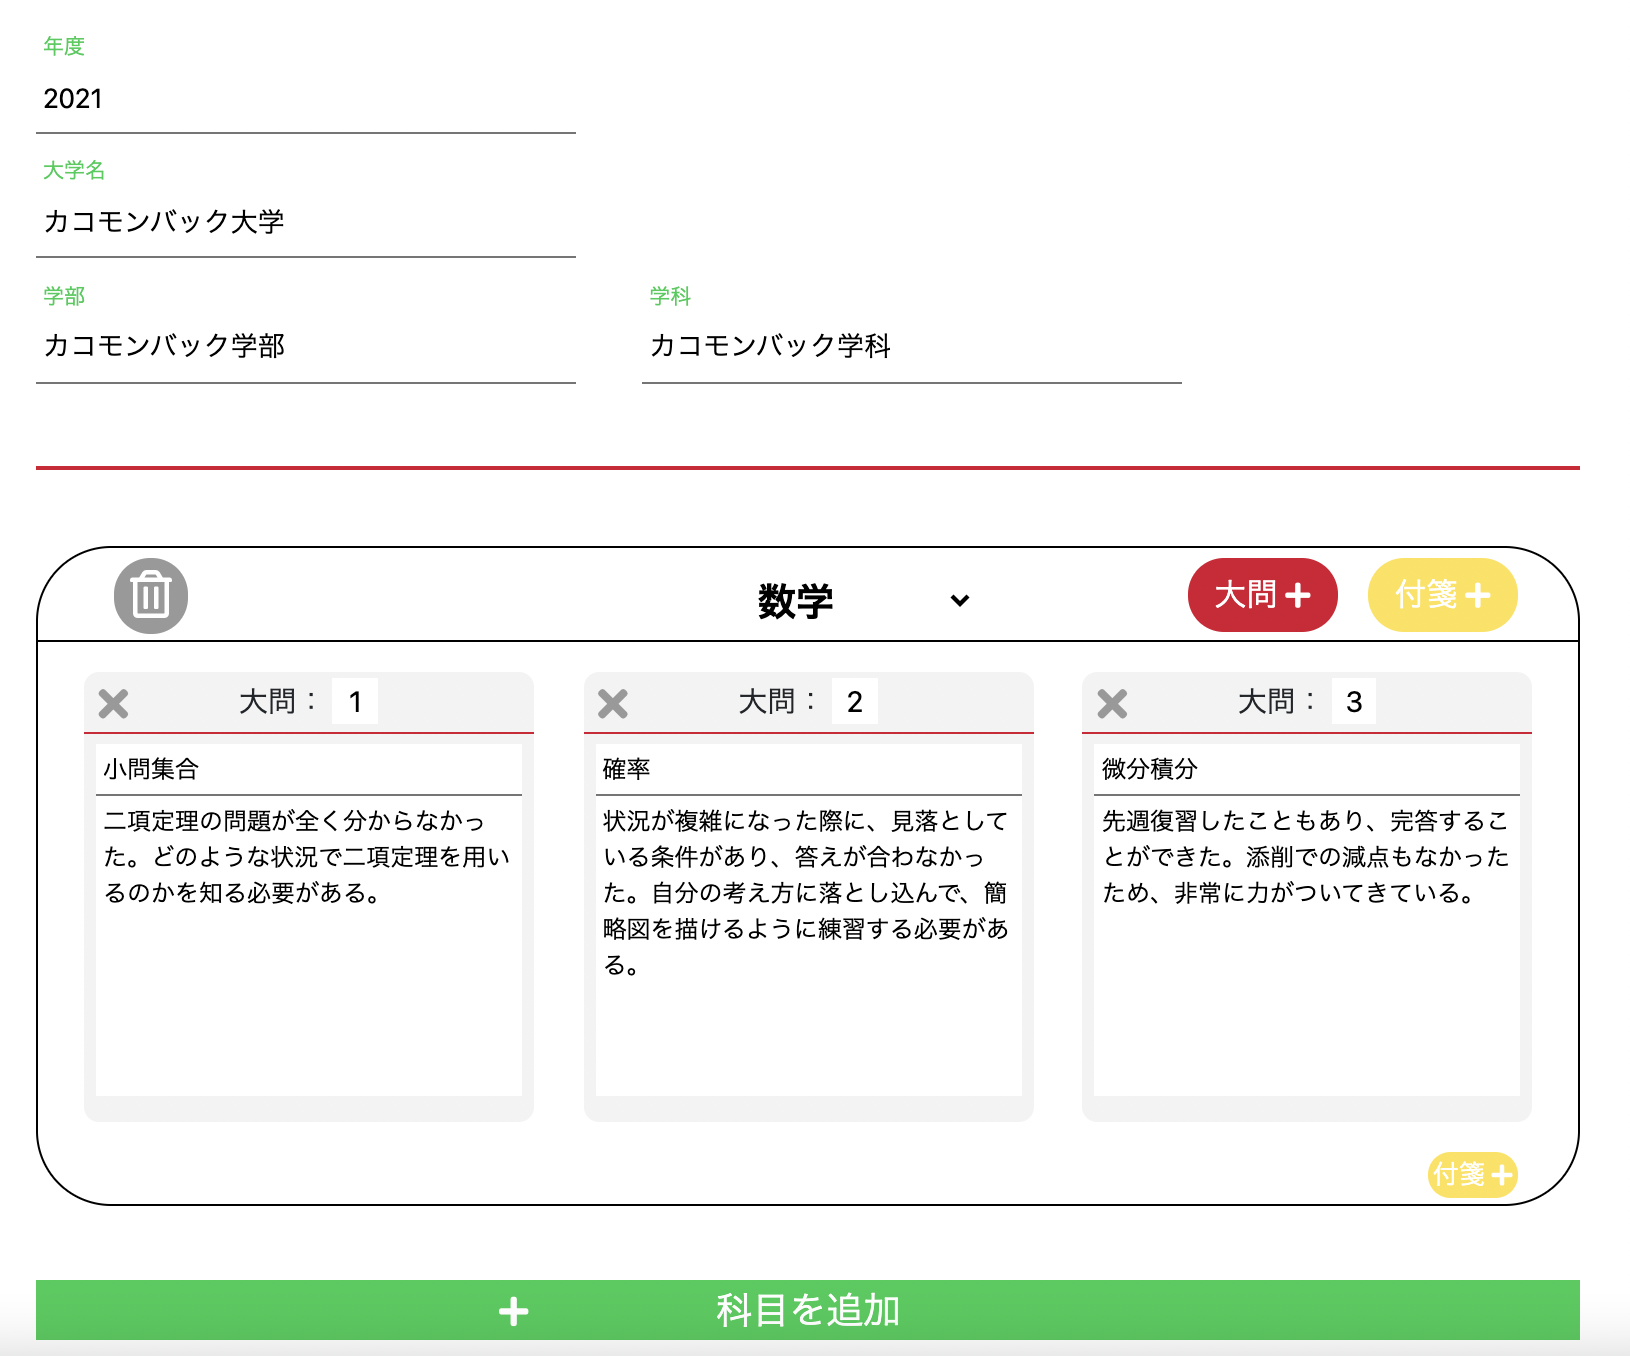 年度
2021
大学名
カコモンバック大学
学部
カコモンバック学部
学科
カコモンバック学科
数学
大問
付箋
大問： 1
小問集合
二項定理の問題が全く分からなかっ
た。どのような状況で二項定理を用い
るのかを知る必要がある。
大問： 2
確率
状況が複雑になった際に、見落として
いる条件があり、答えが合わなかっ
た。自分の考え方に落とし込んで、簡
略図を描けるように練習する必要があ
る。
大問： 3
微分積分
先週復習したこともあり、完答するこ
とができた。添削での減点もなかった
ため、非常に力がついてきている。
付箋
科目を追加